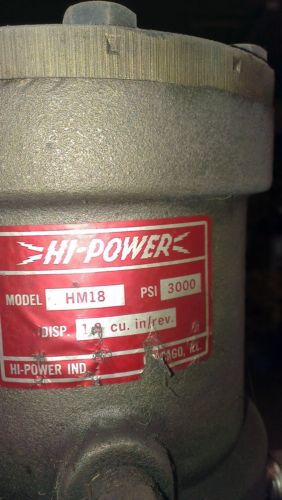 HI-POWER
MODEL HM18 PSI 3000
DISP. cu. in/rev.
HI-POWER IND